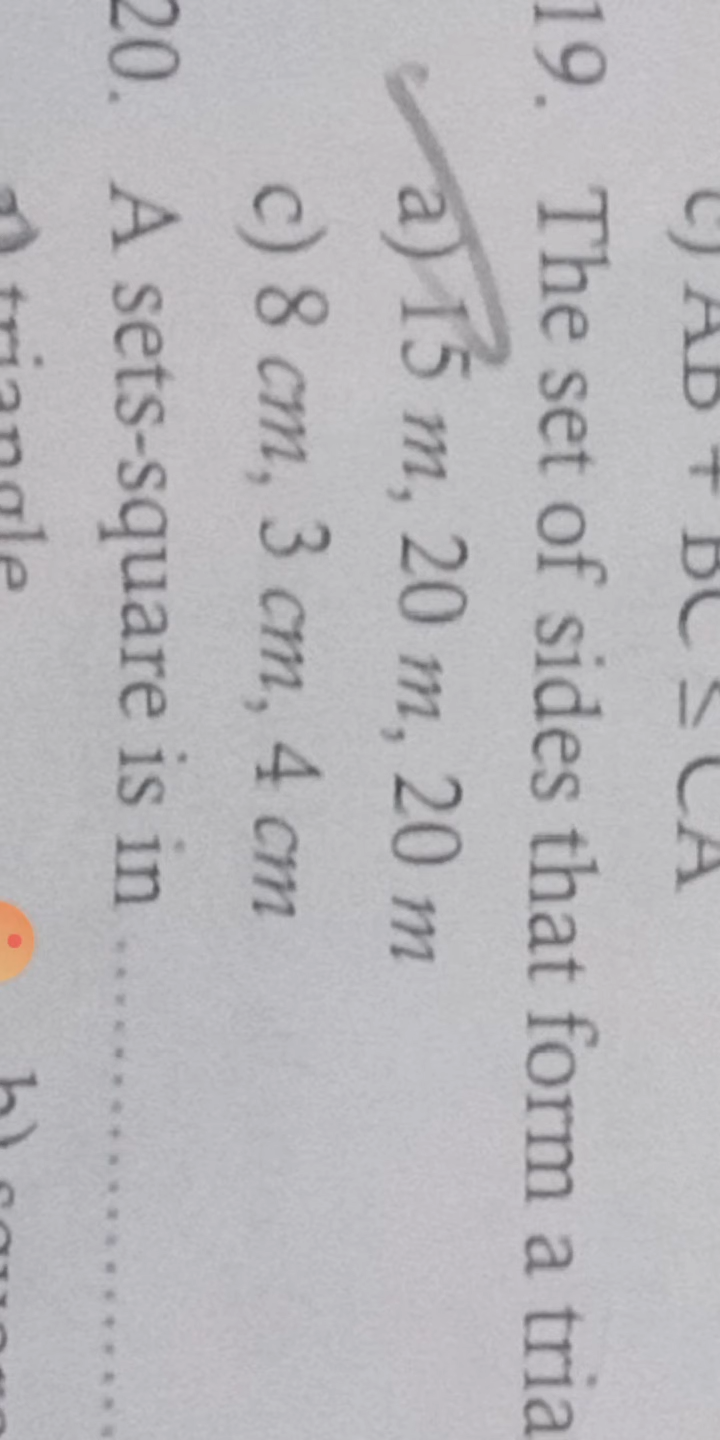 c) AB + BC ≤ CA
19. The set of sides that form a tria
a) 15 m, 20 m, 20 m
c) 8 cm, 3 cm, 4 cm
20. A sets-square is in ..................
a) triangle b)